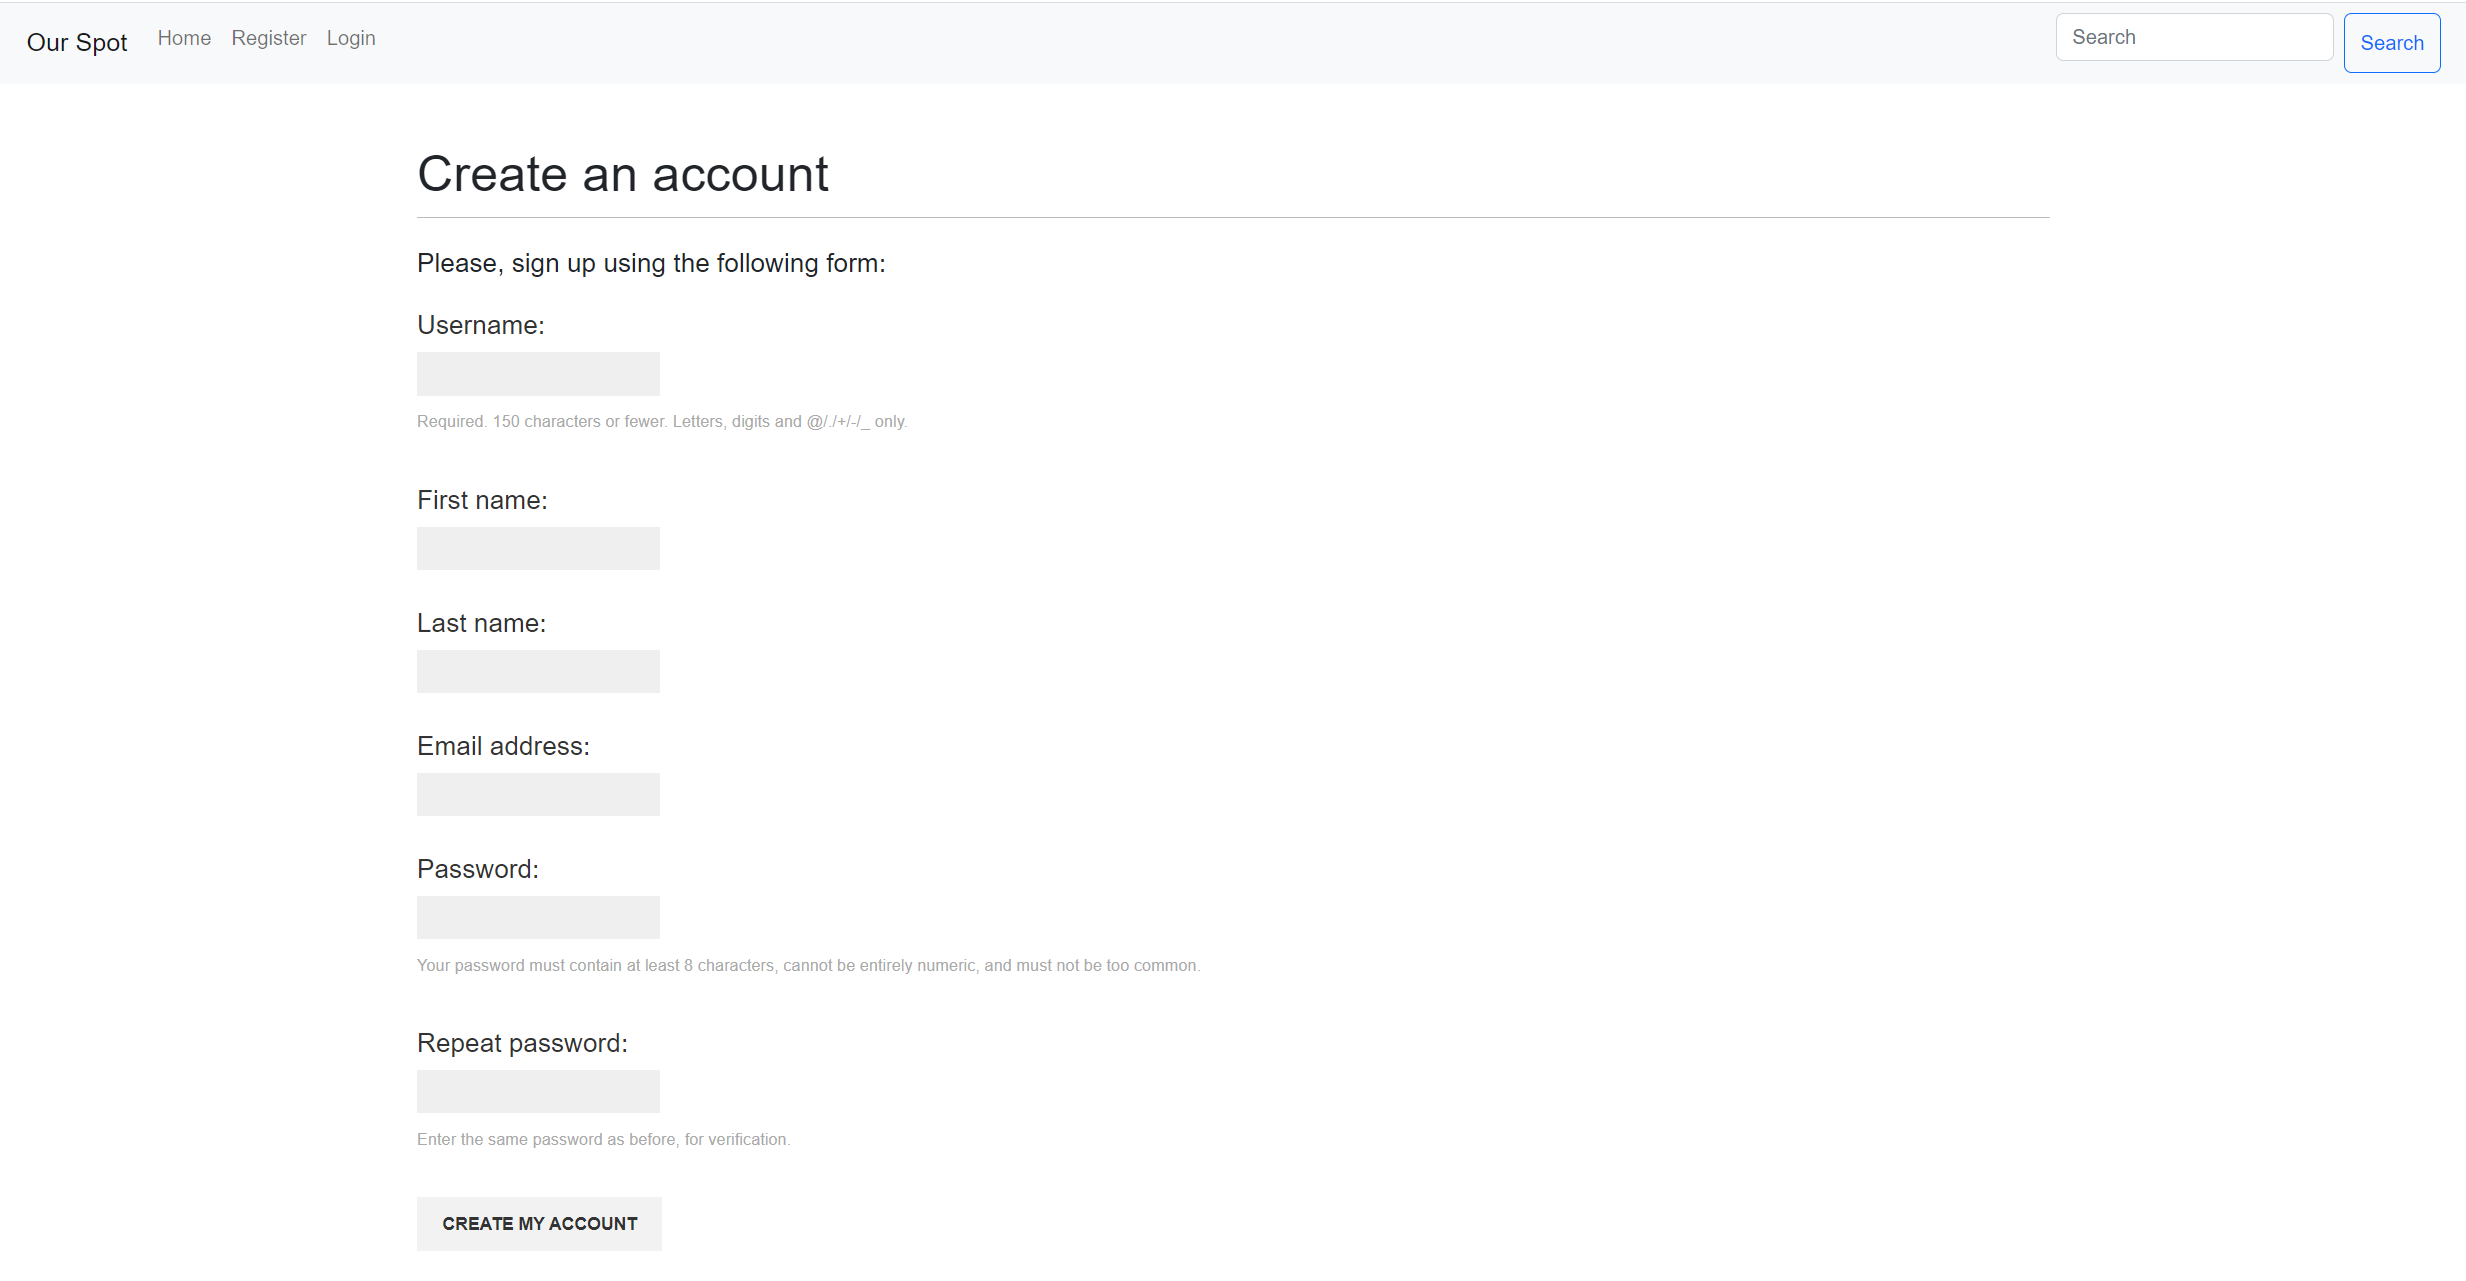 Our Spot Home Register Login Search Search
Create an account
Please, sign up using the following form:
Username:
Required. 150 characters or fewer. Letters, digits and @/./+/-/_ only.
First name:
Last name:
Email address:
Password:
Your password must contain at least 8 characters, cannot be entirely numeric, and must not be too common.
Repeat password:
Enter the same password as before, for verification.
CREATE MY ACCOUNT